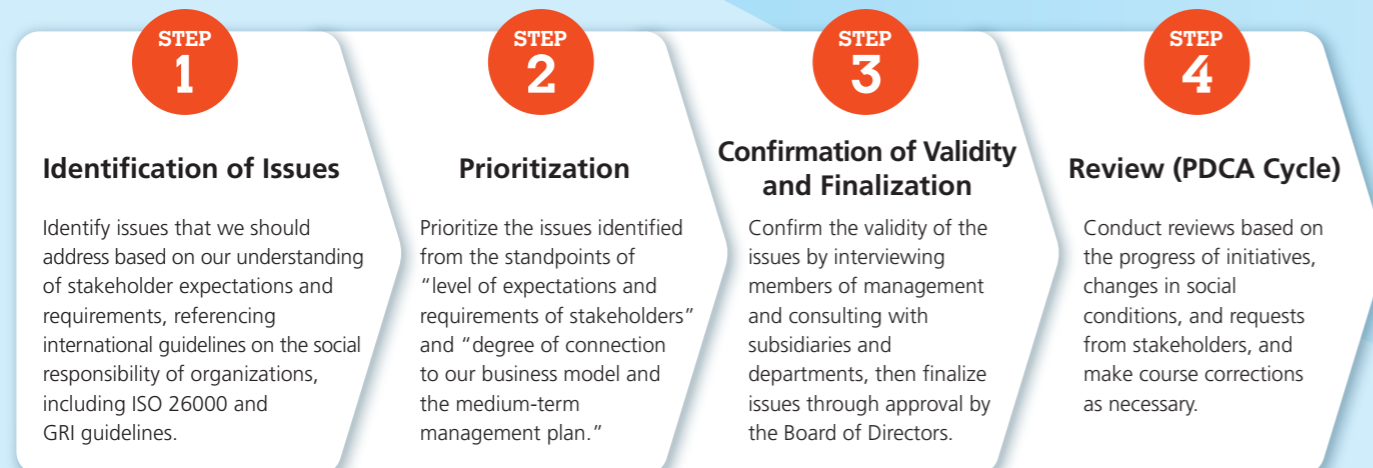 STEP
1
Identification of Issues
Identify issues that we should
address based on our understanding
of stakeholder expectations and
requirements, referencing
international guidelines on the social
responsibility of organizations,
including ISO 26000 and
GRI guidelines.
STEP
2
Prioritization
Prioritize the issues identified
from the standpoints of
“level of expectations and
requirements of stakeholders”
and “degree of connection
to our business model and
the medium-term
management plan.”
STEP
3
Confirmation of Validity
and Finalization
Confirm the validity of the
issues by interviewing
members of management
and consulting with
subsidiaries and
departments, then finalize
issues through approval by
the Board of Directors.
STEP
4
Review (PDCA Cycle)
Conduct reviews based on
the progress of initiatives,
changes in social
conditions, and requests
from stakeholders, and
make course corrections
as necessary.